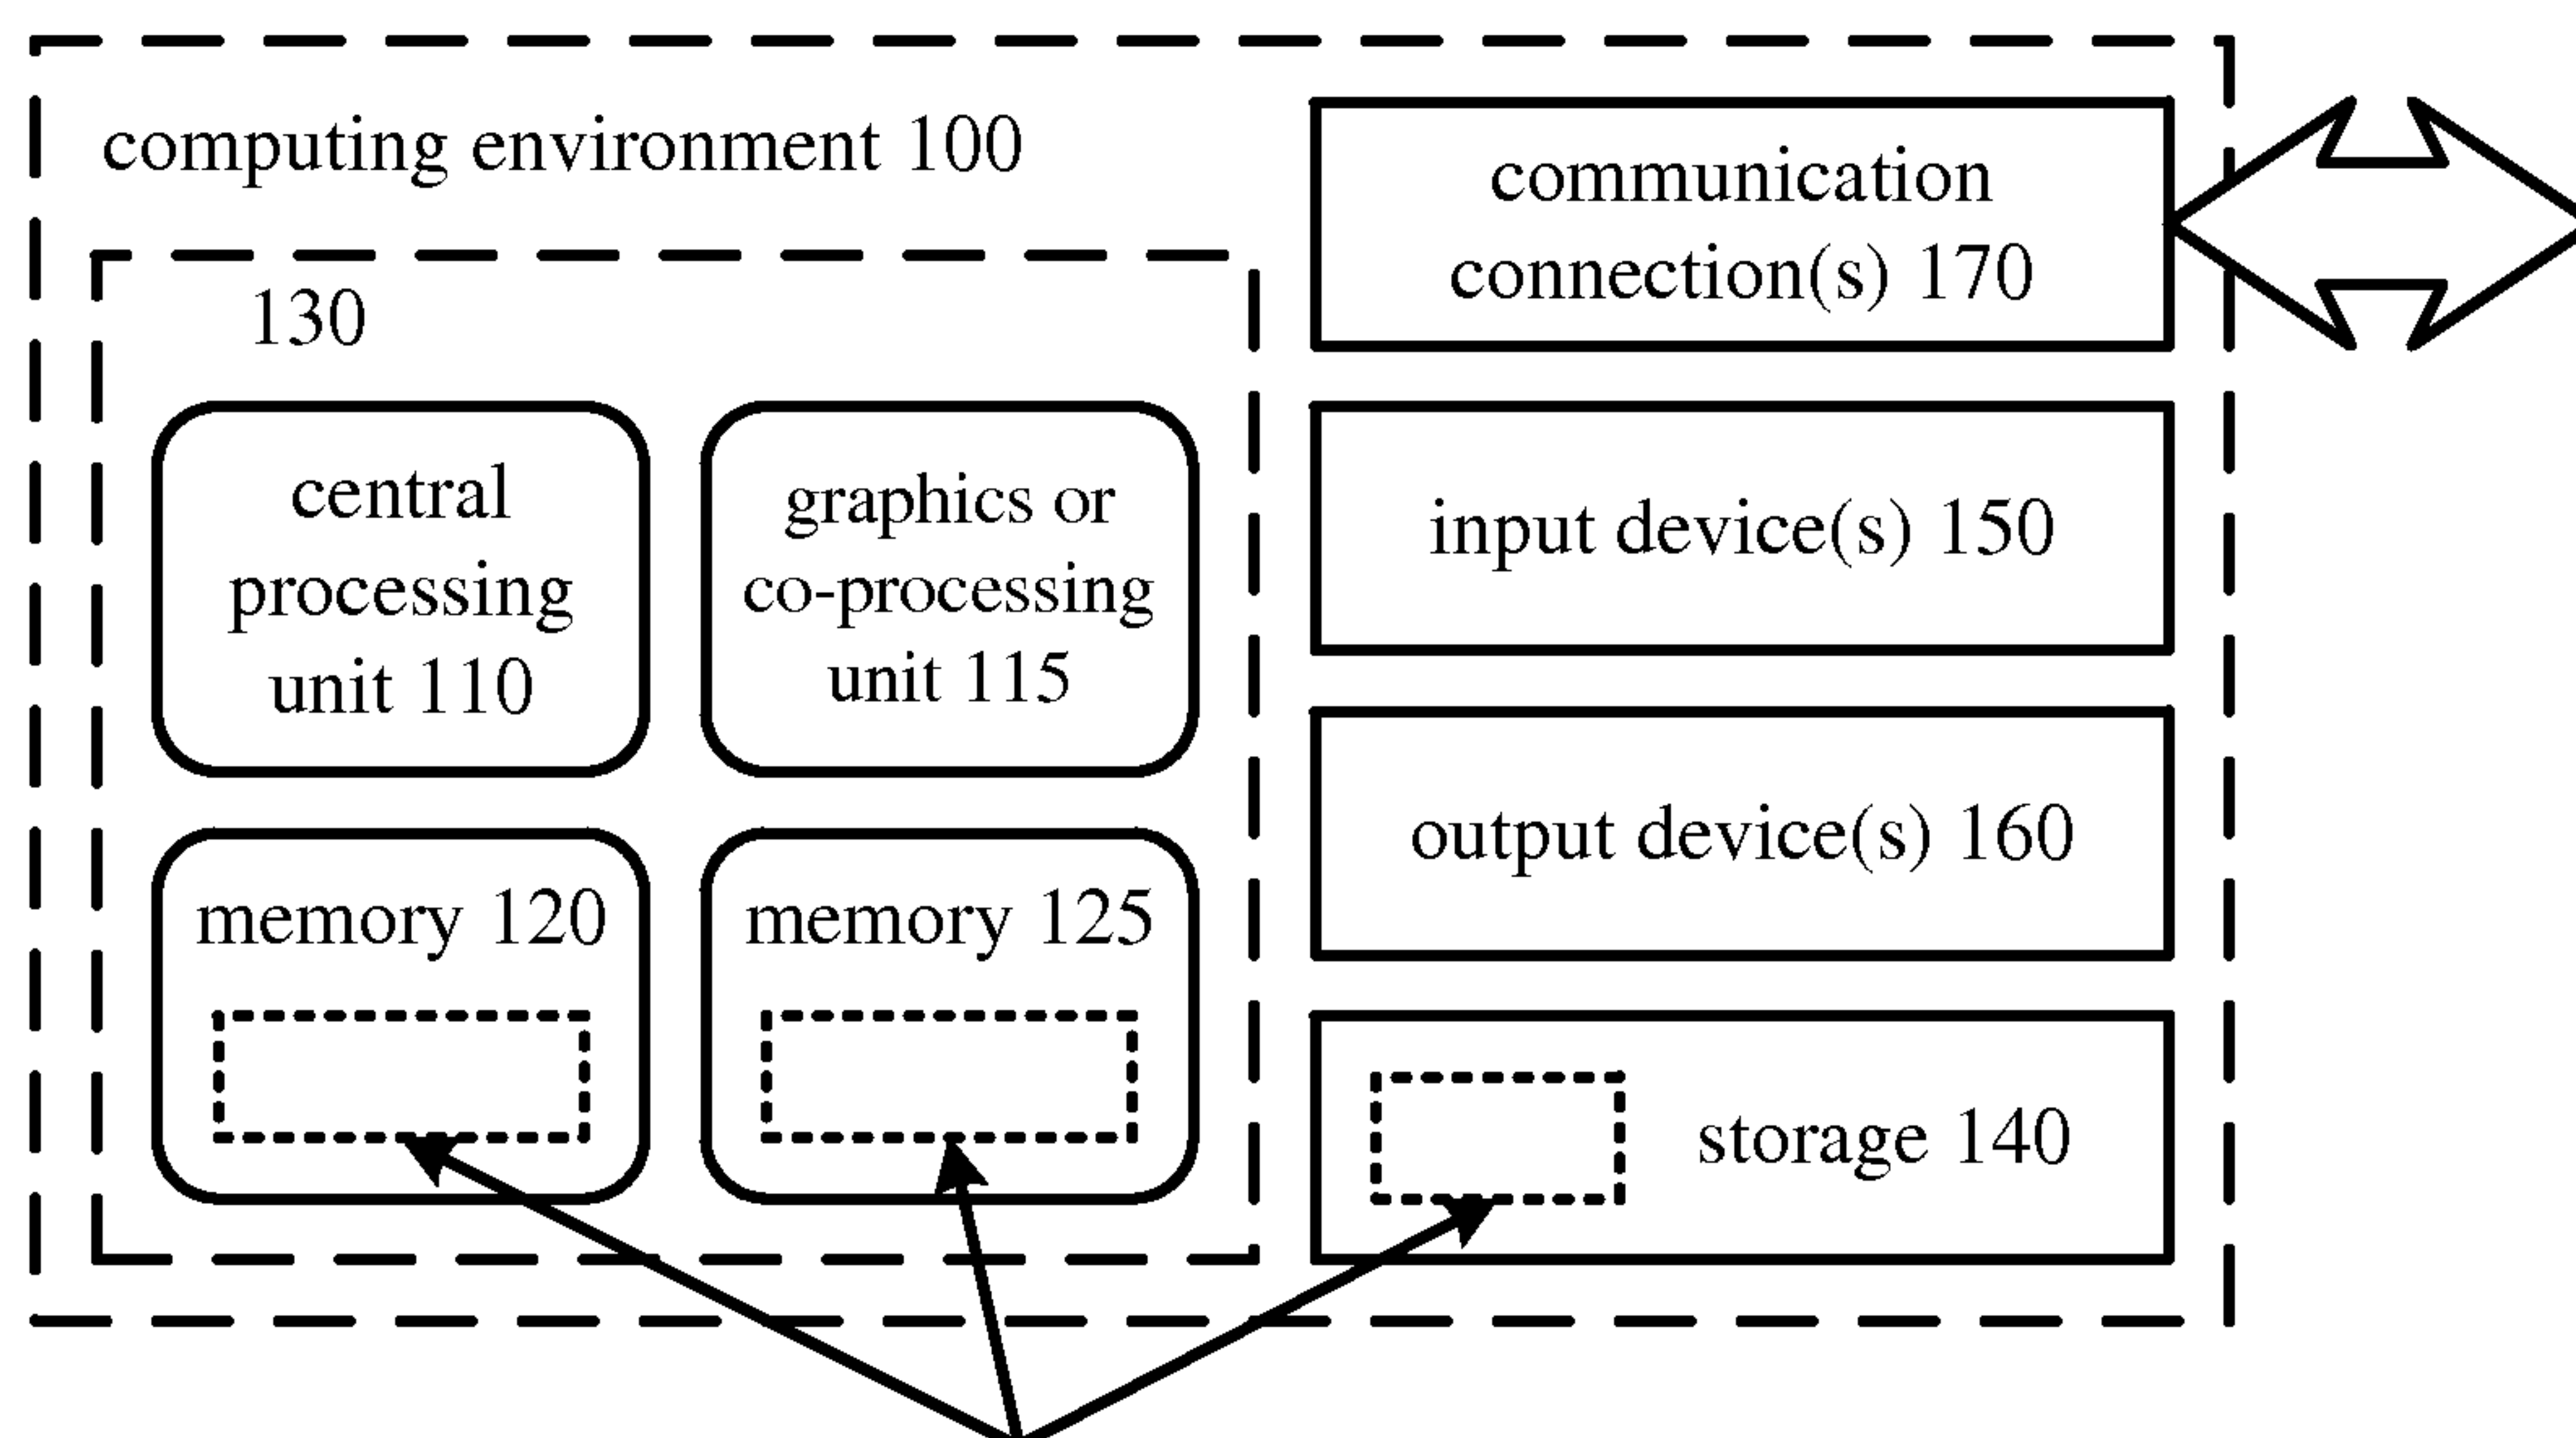 computing environment 100
130
central
processing
unit 110
graphics or
co-processing
unit 115
memory 120
memory 125
communication
connection(s) 170
input device(s) 150
output device(s) 160
storage 140